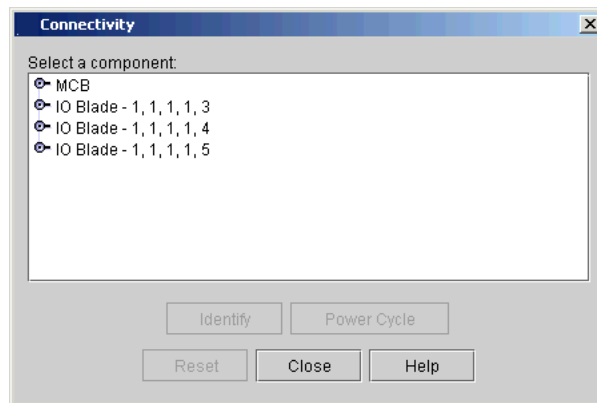 Connectivity
Select a component:
MCB
IO Blade - 1, 1, 1, 1, 3
IO Blade - 1, 1, 1, 1, 4
IO Blade - 1, 1, 1, 1, 5
Identify Power Cycle
Reset Close Help